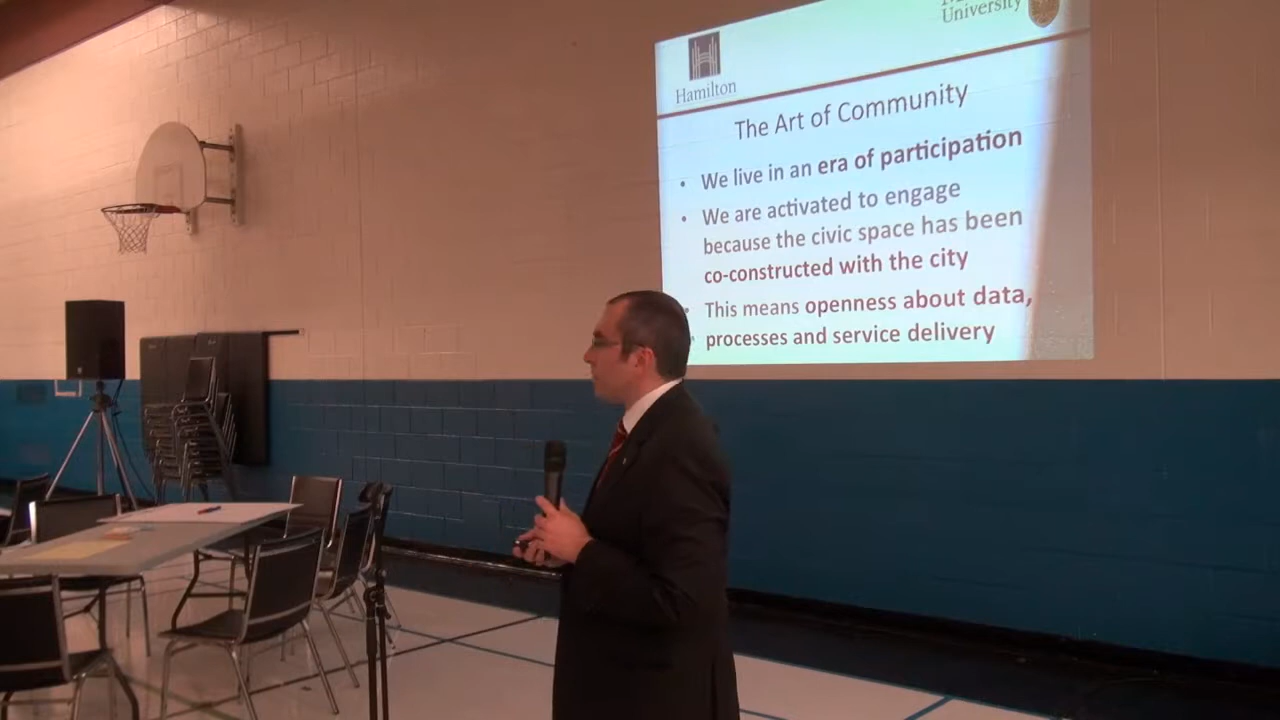 University
Hamilton
The Art of Community
• We live in an era of participation
• We are activated to engage
because the civic space has been
co-constructed with the city
• This means openness about data,
processes and service delivery